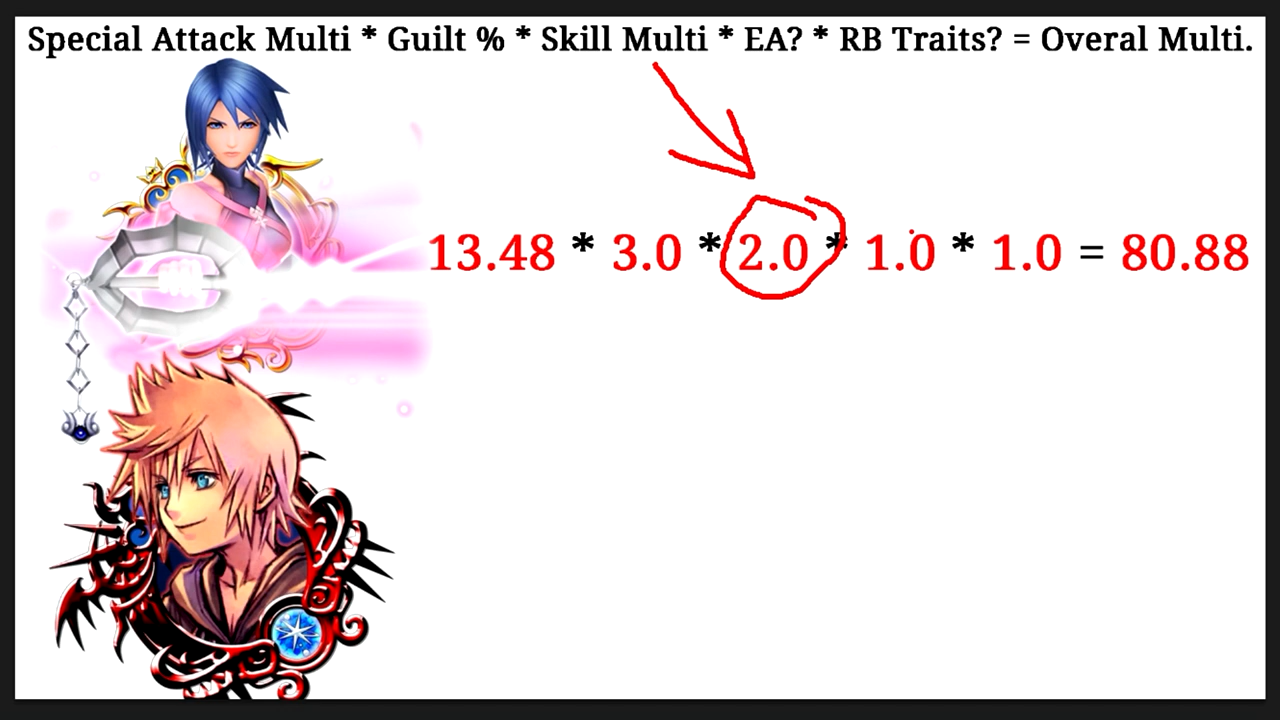 Special Attack Multi * Guilt % * Skill Multi * EA? * RB Traits? = Overal Multi.
13.48 * 3.0 * 2.0 * 1.0 * 1.0 = 80.88